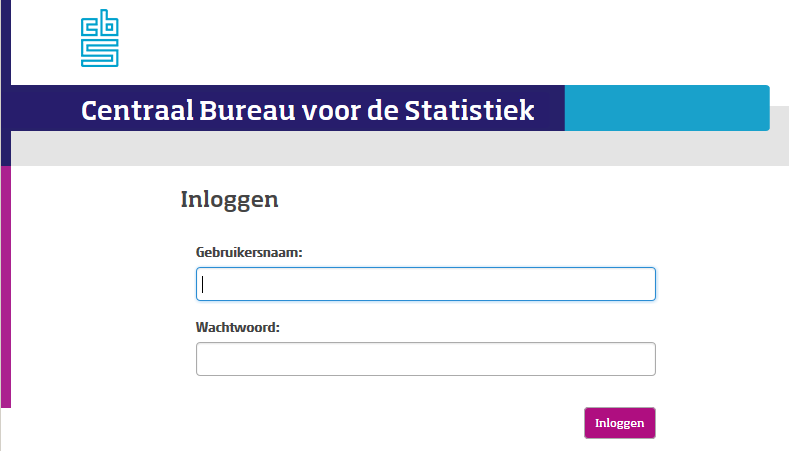 cbs
Centraal Bureau voor de Statistiek
Inloggen
Gebruikersnaam:
Wachtwoord:
Inloggen